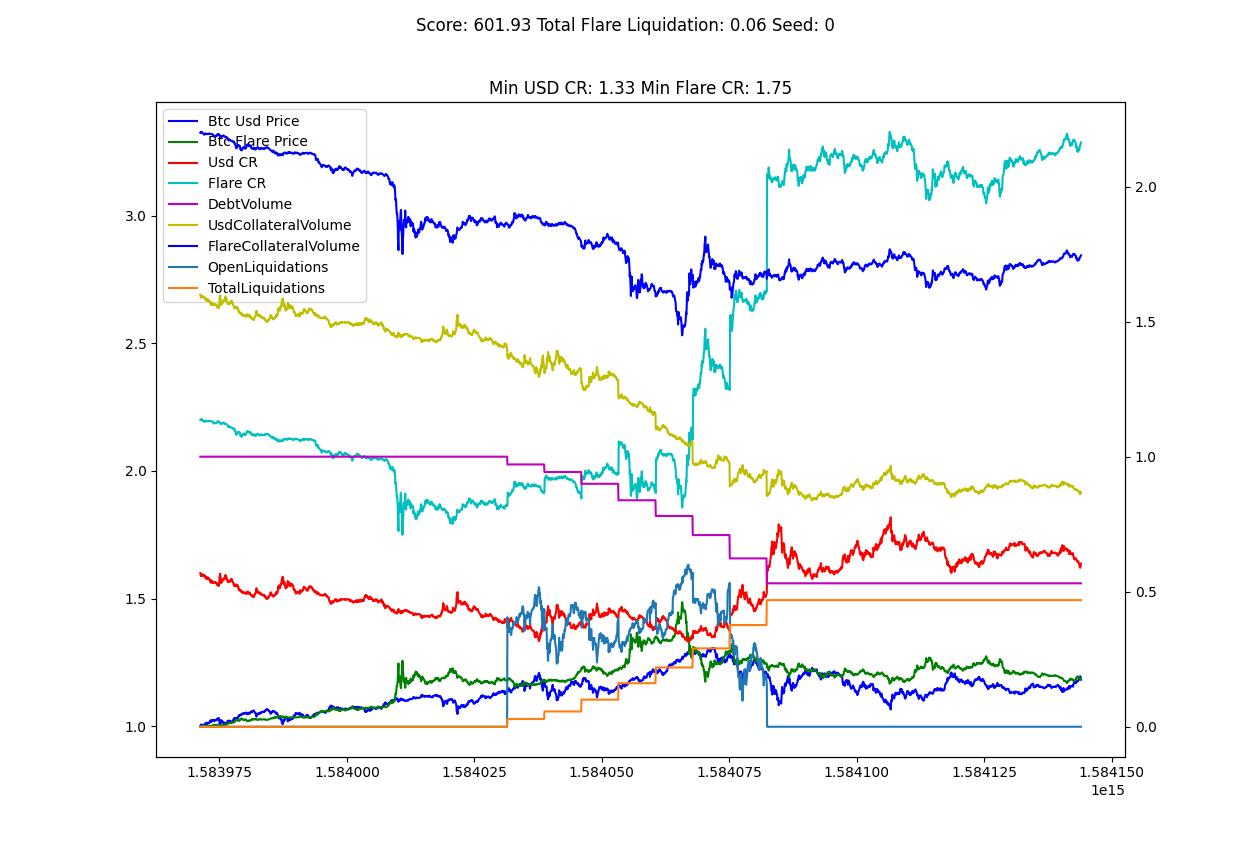 Score: 601.93 Total Flare Liquidation: 0.06 Seed: 0
Min USD CR: 1.33 Min Flare CR: 1.75
Btc Usd Price
Btc Flare Price
Usd CR
Flare CR
DebtVolume
UsdCollateralVolume
FlareCollateralVolume
OpenLiquidations
TotalLiquidations
3.0
2.5
2.0
1.5
1.0
2.0
1.5
1.0
0.5
0.0
1.583975
1.584000
1.584025
1.584050
1.584075
1.584100
1.584125
1.584150
1e15